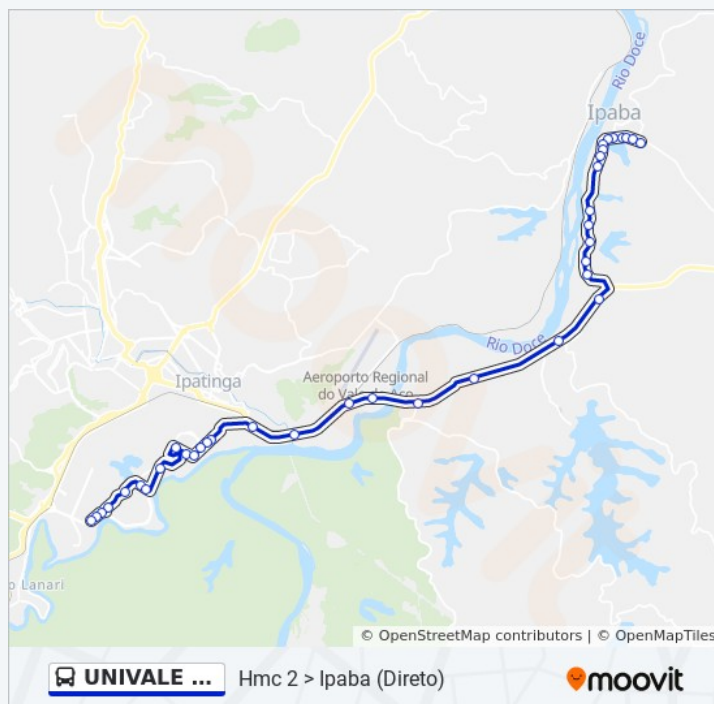 Rio Doce
Ipaba
Rio Doce
Aeroporto Regional
do Vale do Aço
Ipatinga
o Lanari
© OpenStreetMap contributors | © OpenMapTiles
UNIVALE ...
Hmc 2 > Ipaba (Direto)
moovit